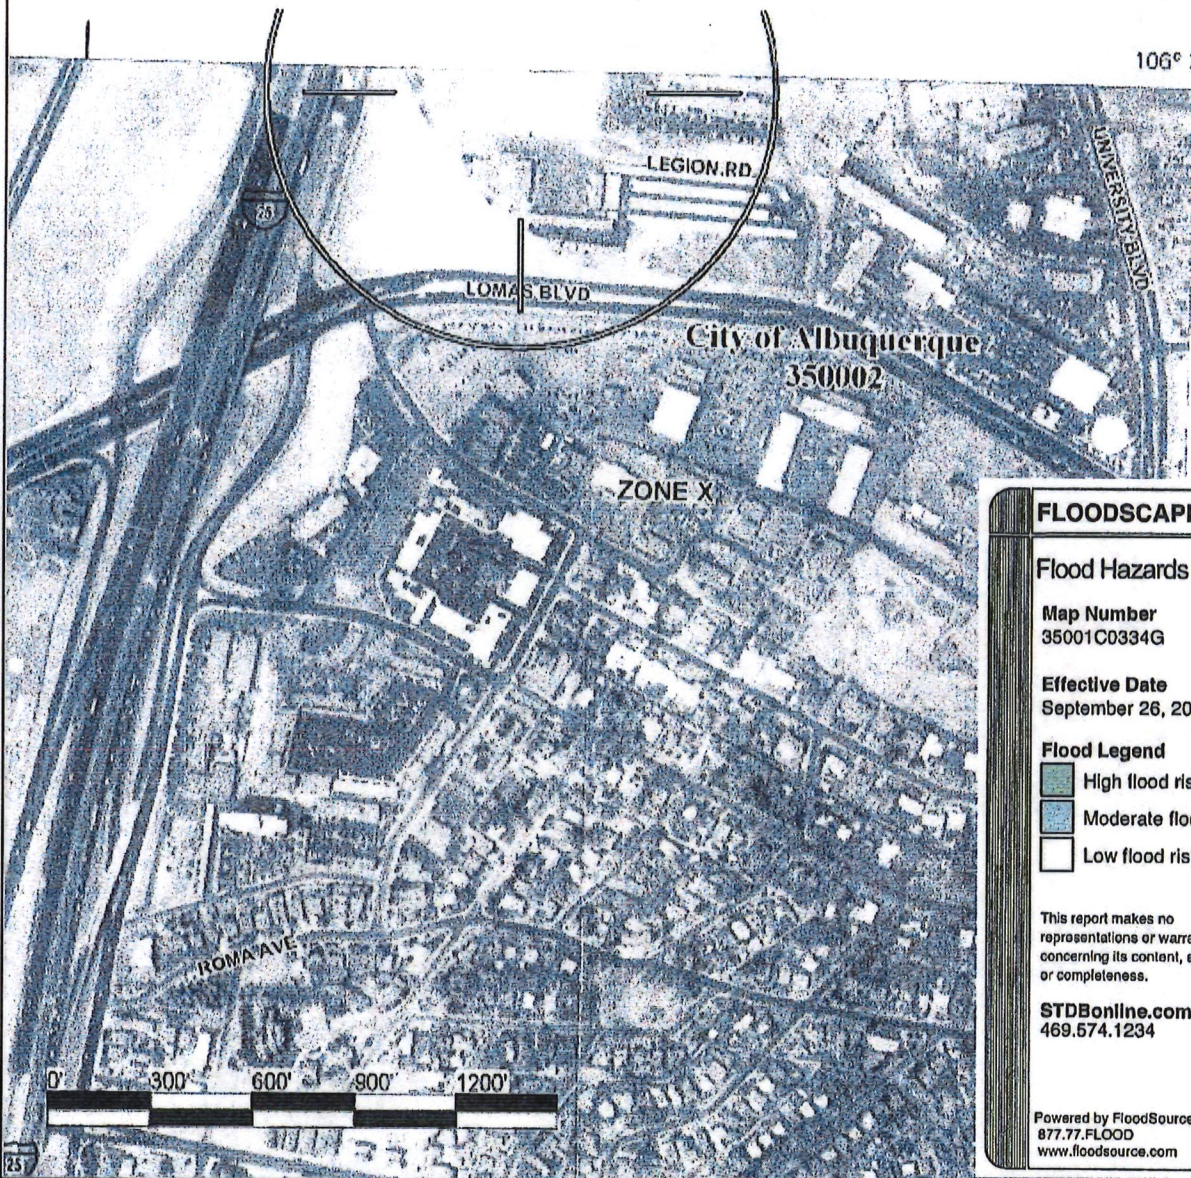 106°
LEGION RD
UNIVERSITY BLVD
25
LOMAS BLVD
City of Albuquerque
350002
ZONE X
FLOODSCAP
Flood Hazards
Map Number
35001C0334G
Effective Date
September 26, 20
Flood Legend
High flood ris
Moderate floo
Low flood ris
This report makes no
representations or warra
concerning its content, a
or completeness.
STDBonline.com
469.574.1234
ROMA AVE
0' 300' 600' 900' 1200'
Powered by FloodSource
877.77.FLOOD
www.floodsource.com
25